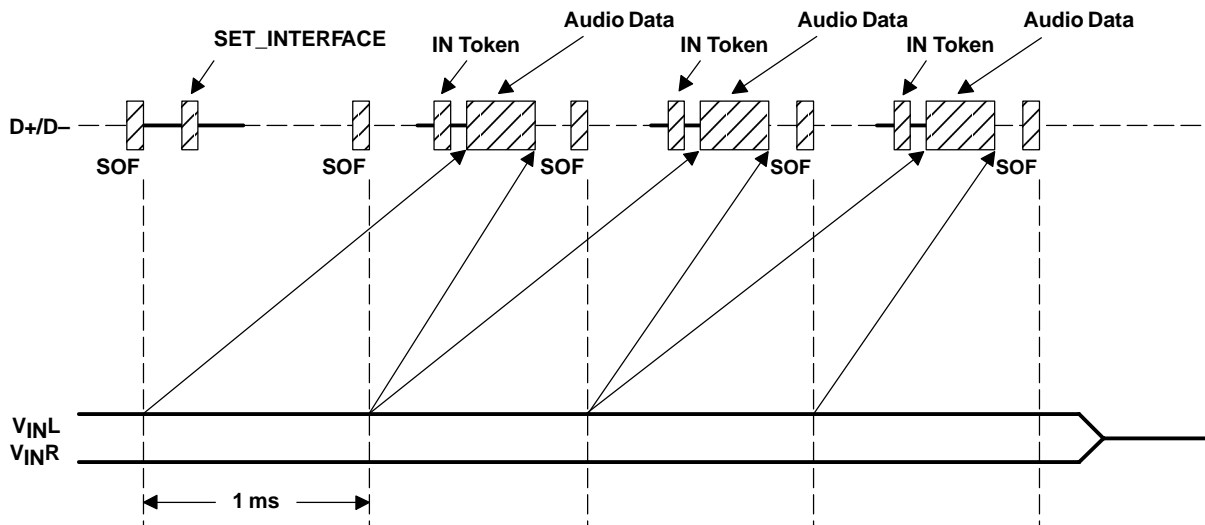 SET_INTERFACE
IN Token
Audio Data
IN Token
Audio Data
IN Token
Audio Data
D+/D–
SOF
SOF
SOF
SOF
SOF
VINL
VINR
1 ms